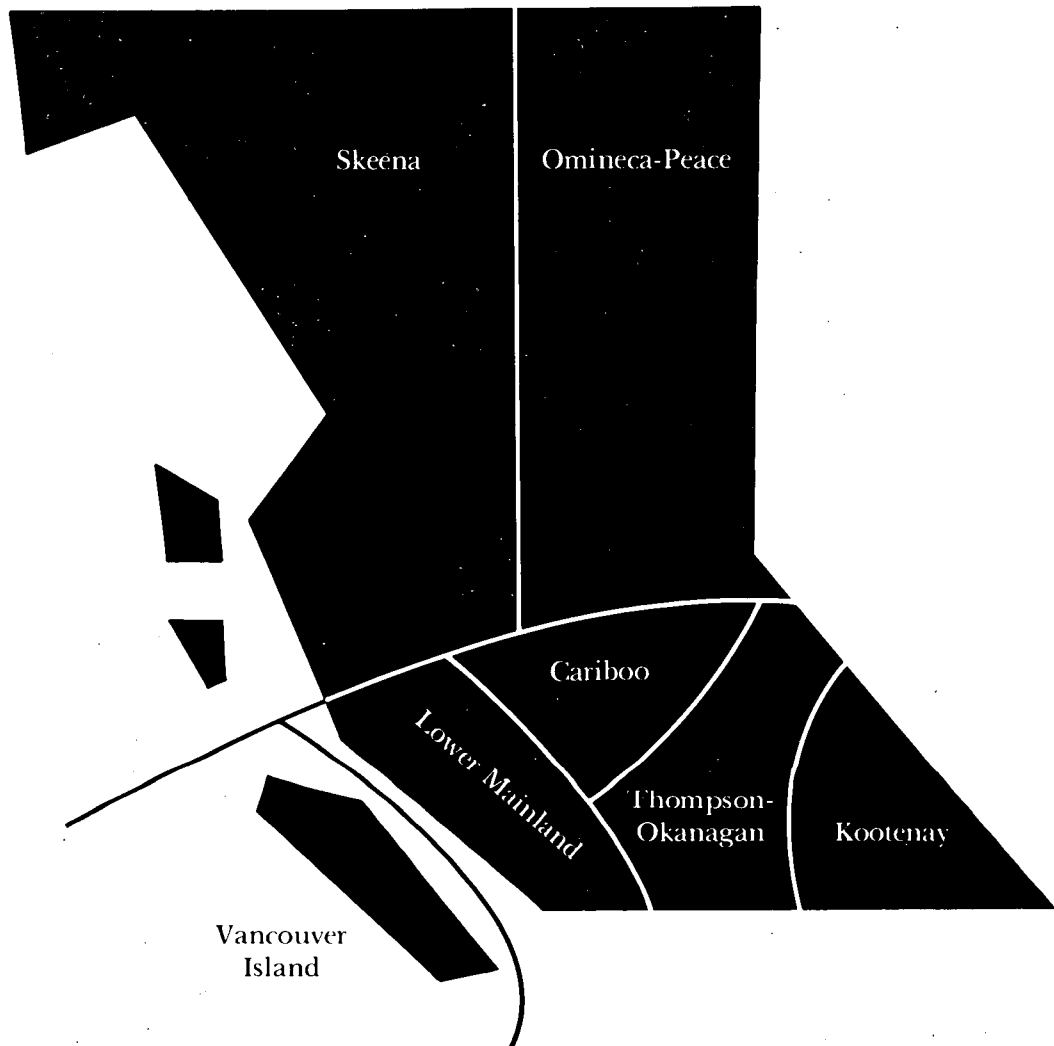 Skeena
Omineca-Peace
Cariboo
Lower Mainland
Thompson-
Okanagan
Kootenay
Vancouver
Island